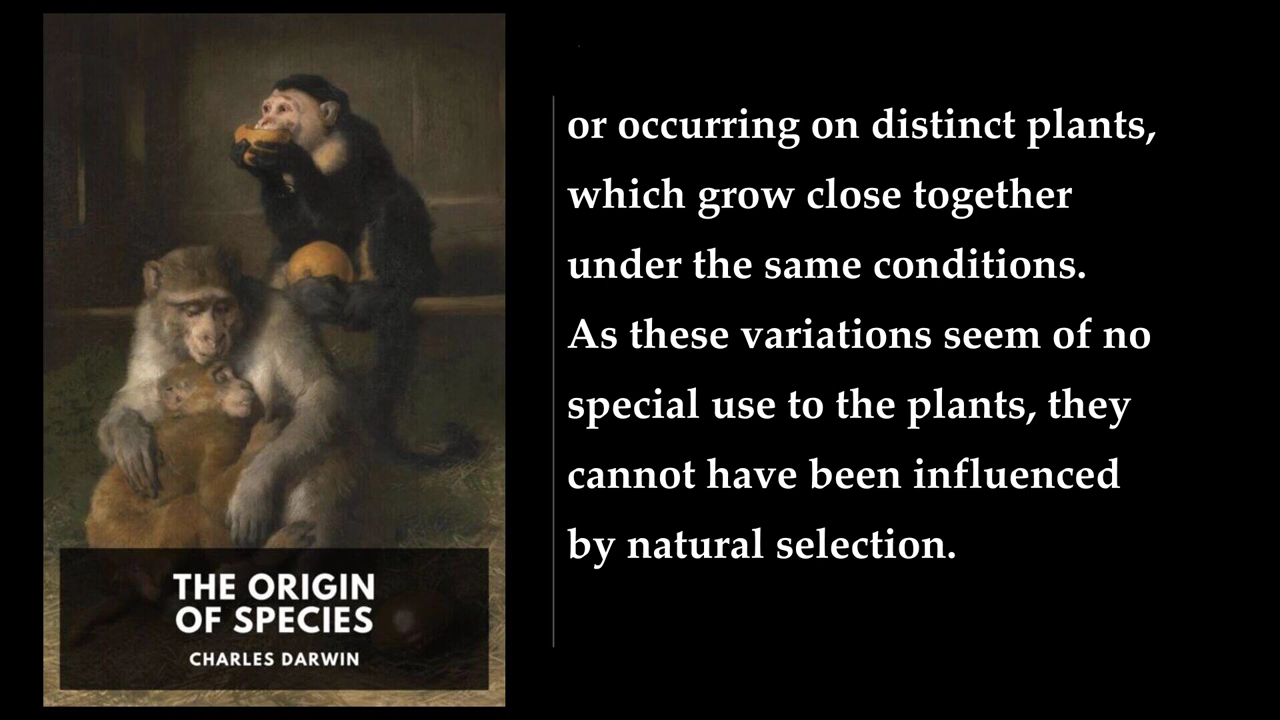 THE ORIGIN
OF SPECIES
CHARLES DARWIN
or occurring on distinct plants,
which grow close together
under the same conditions.
As these variations seem of no
special use to the plants, they
cannot have been influenced
by natural selection.